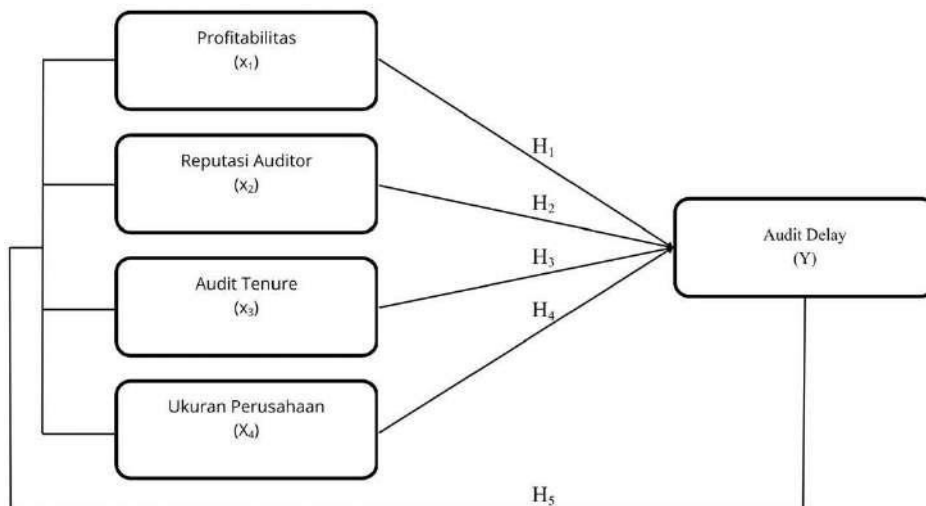 Profitabilitas
(x₁)
Reputasi Auditor
(x₂)
Audit Tenure
(x₃)
Ukuran Perusahaan
(X₄)
H₁
H₂
H₃
H₄
Audit Delay
(Y)
H₅